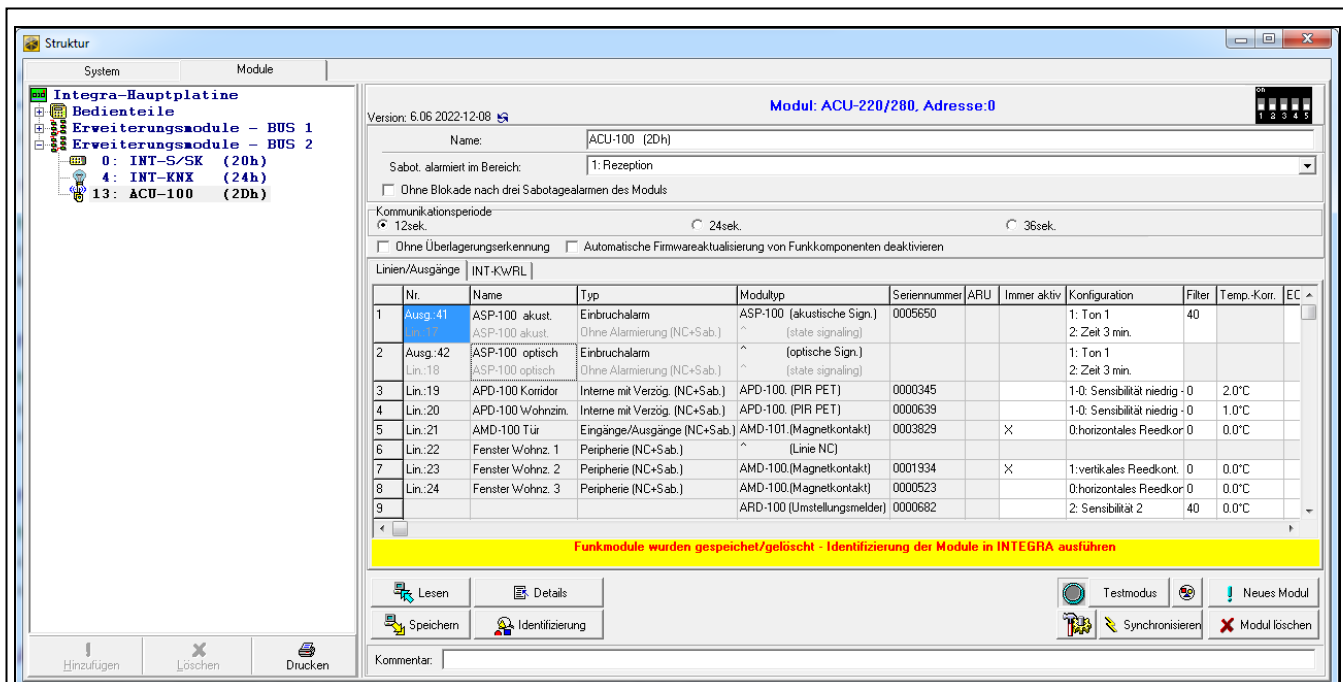 Struktur
System Module
Integra-Hauptplatine
Bedienteile
Erweiterungsmodule - BUS 1
Erweiterungsmodule - BUS 2
0: INT-S/SK (20h)
4: INT-KNX (24h)
13: ACU-100 (2Dh)
Hinzufügen Löschen Drucken
Modul: ACU-220/280, Adresse:0
on
1 2 3 4 5
Version: 6.06 2022-12-08
Name: ACU-100 (2Dh)
Sabot. alarmiert im Bereich: 1: Rezeption
Ohne Blokade nach drei Sabotagealarmen des Moduls
Kommunikationsperiode
12sek. 24sek. 36sek.
Ohne Überlagerungserkennung Automatische Firmwareaktualisierung von Funkkomponenten deaktivieren
Linien/Ausgänge INT-KWRL
Nr. Name Typ Modultyp Seriennummer ARU Immer aktiv Konfiguration Filter Temp.-Korr. EC
1 Ausg.:41 ASP-100 akust. Einbruchalarm ASP-100 (akustische Sign.) 0005650 1: Ton 1 40
Lin.:17 ASP-100 akust. Ohne Alarmierung (NC+Sab.) ^ (state signaling) 2: Zeit 3 min.
2 Ausg.:42 ASP-100 optisch Einbruchalarm ^ (optische Sign.) 1: Ton 1
Lin.:18 ASP-100 optisch Ohne Alarmierung (NC+Sab.) ^ (state signaling) 2: Zeit 3 min.
3 Lin.:19 APD-100 Korridor Interne mit Verzög. (NC+Sab.) APD-100. (PIR PET) 0000345 1-0: Sensibilität niedrig - 0 2.0°C
4 Lin.:20 APD-100 Wohnzim. Interne mit Verzög. (NC+Sab.) APD-100. (PIR PET) 0000639 1-0: Sensibilität niedrig - 0 1.0°C
5 Lin.:21 AMD-100 Tür Eingänge/Ausgänge (NC+Sab.) AMD-101.(Magnetkontakt) 0003829 X 0:horizontales Reedkor 0 0.0°C
6 Lin.:22 Fenster Wohnz. 1 Peripherie (NC+Sab.) ^ (Linie NC)
7 Lin.:23 Fenster Wohnz. 2 Peripherie (NC+Sab.) AMD-100.(Magnetkontakt) 0001934 X 1:vertikales Reedkont. 0 0.0°C
8 Lin.:24 Fenster Wohnz. 3 Peripherie (NC+Sab.) AMD-100.(Magnetkontakt) 0000523 0:horizontales Reedkor 0 0.0°C
9 ARD-100 (Umstellungsmelder) 0000682 2: Sensibilität 2 40 0.0°C
Funkmodule wurden gespeichet/gelöscht - Identifizierung der Module in INTEGRA ausführen
Lesen Details Testmodus Neues Modul
Speichern Identifizierung Synchronisieren Modul löschen
Kommentar: